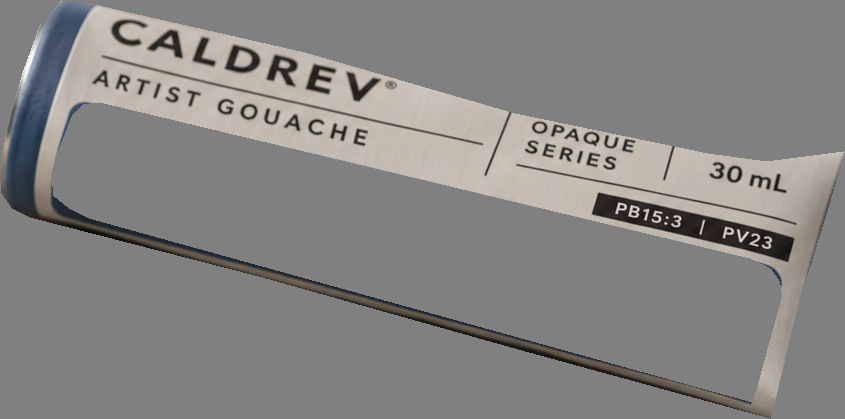 CALDREV®
ARTIST GOUACHE
OPAQUE
SERIES
30 mL
PB15:3 | PV23